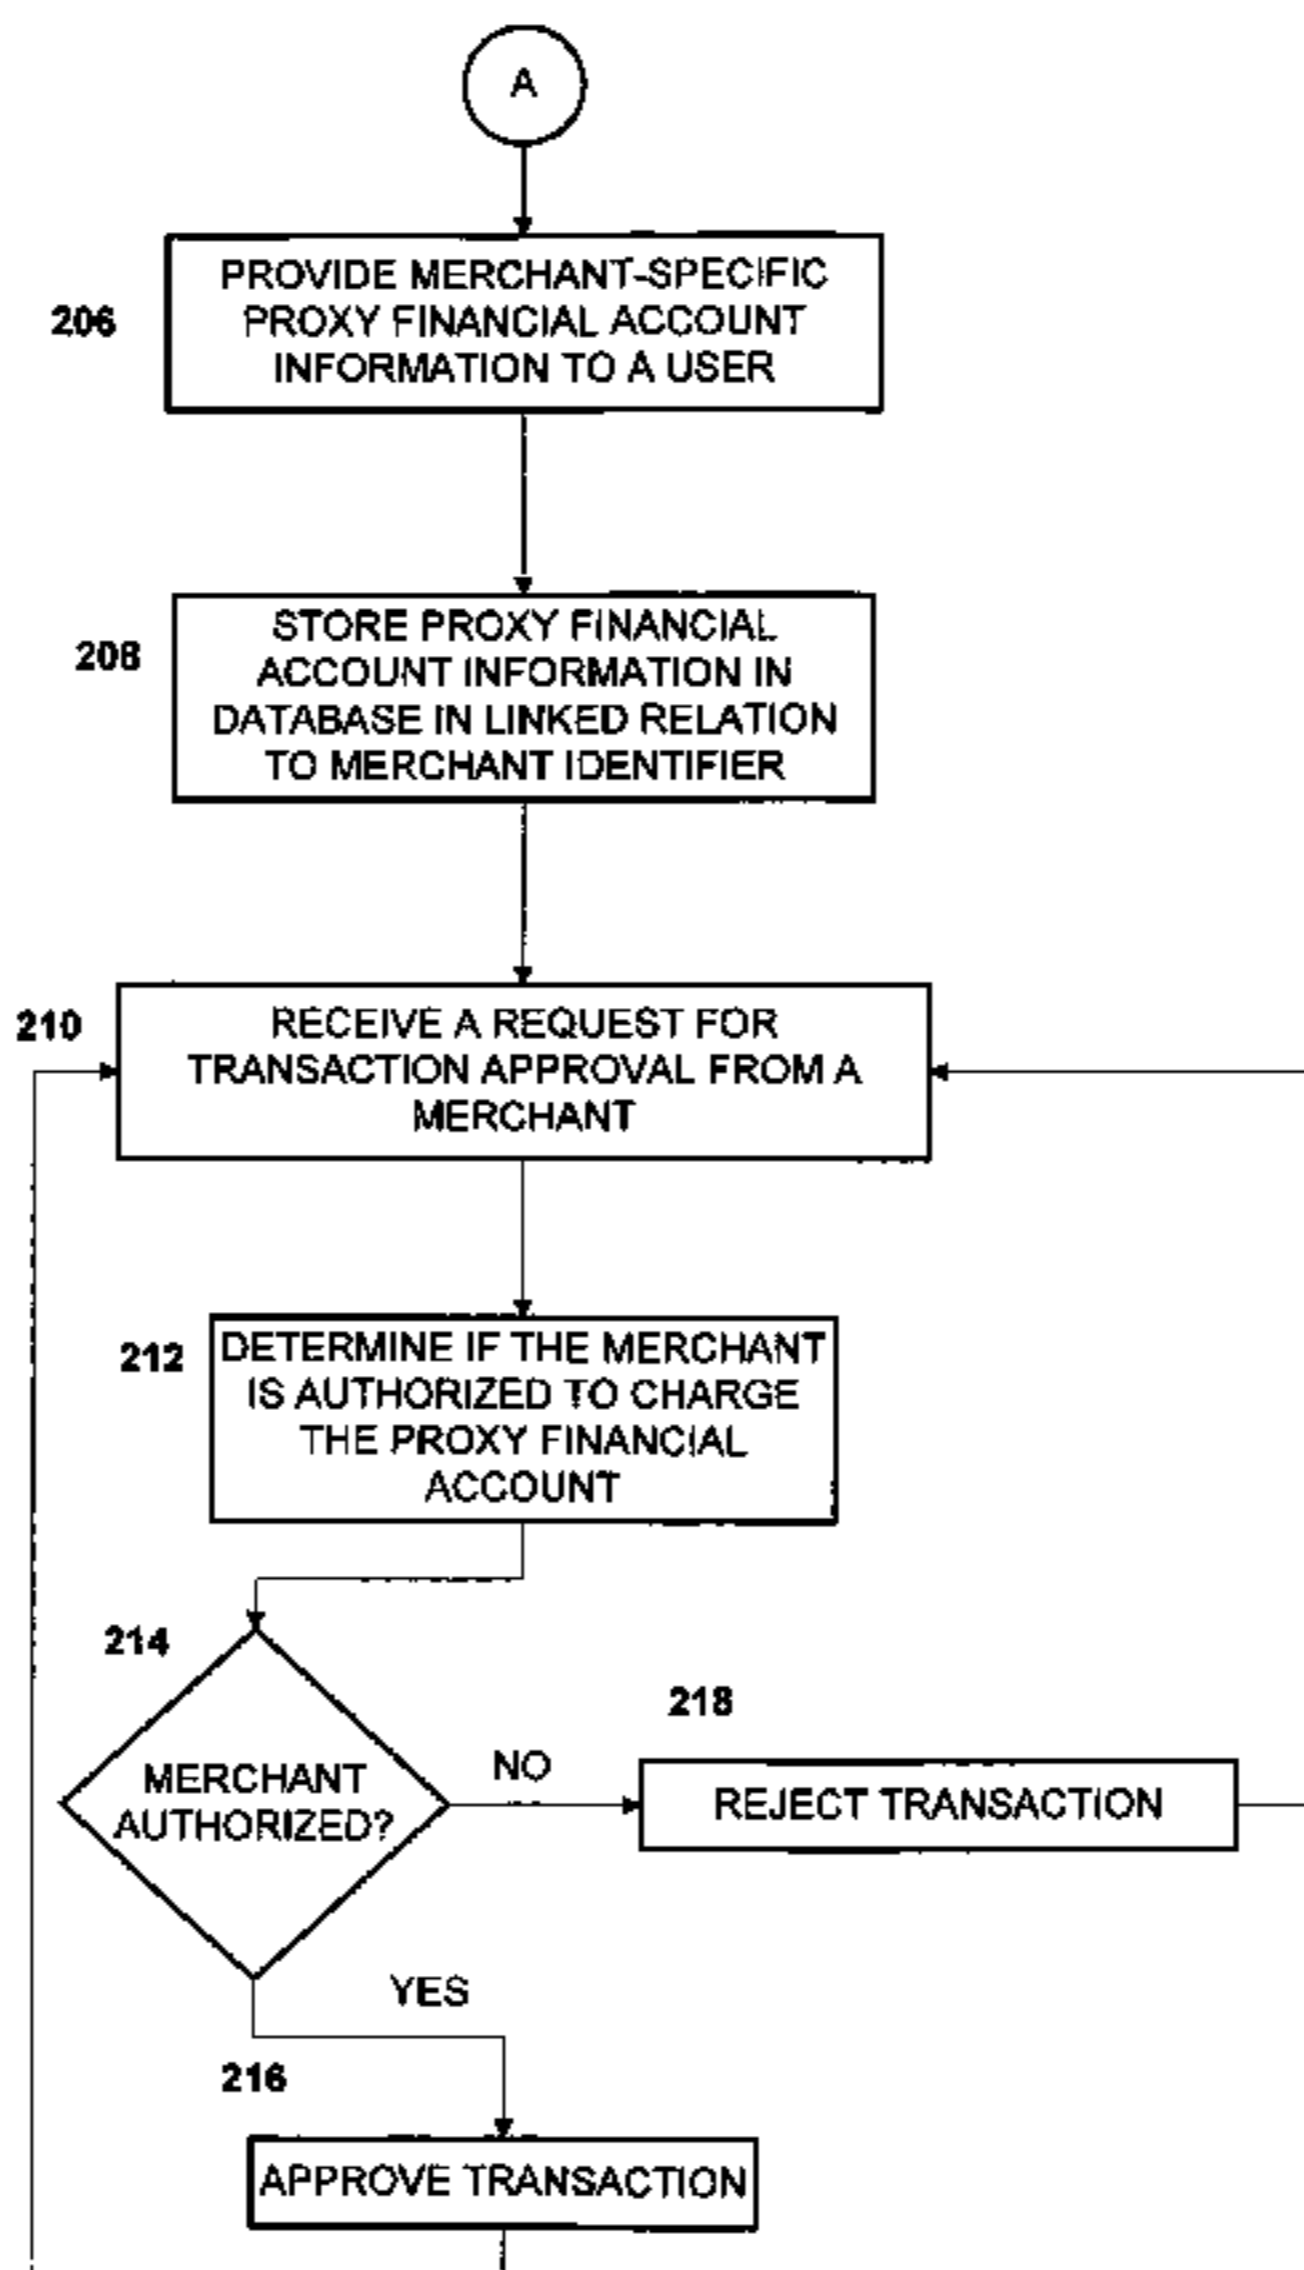 A
206
PROVIDE MERCHANT-SPECIFIC
PROXY FINANCIAL ACCOUNT
INFORMATION TO A USER
208
STORE PROXY FINANCIAL
ACCOUNT INFORMATION IN
DATABASE IN LINKED RELATION
TO MERCHANT IDENTIFIER
210
RECEIVE A REQUEST FOR
TRANSACTION APPROVAL FROM A
MERCHANT
212
DETERMINE IF THE MERCHANT
IS AUTHORIZED TO CHARGE
THE PROXY FINANCIAL
ACCOUNT
214
MERCHANT
AUTHORIZED?
NO
218
REJECT TRANSACTION
YES
216
APPROVE TRANSACTION